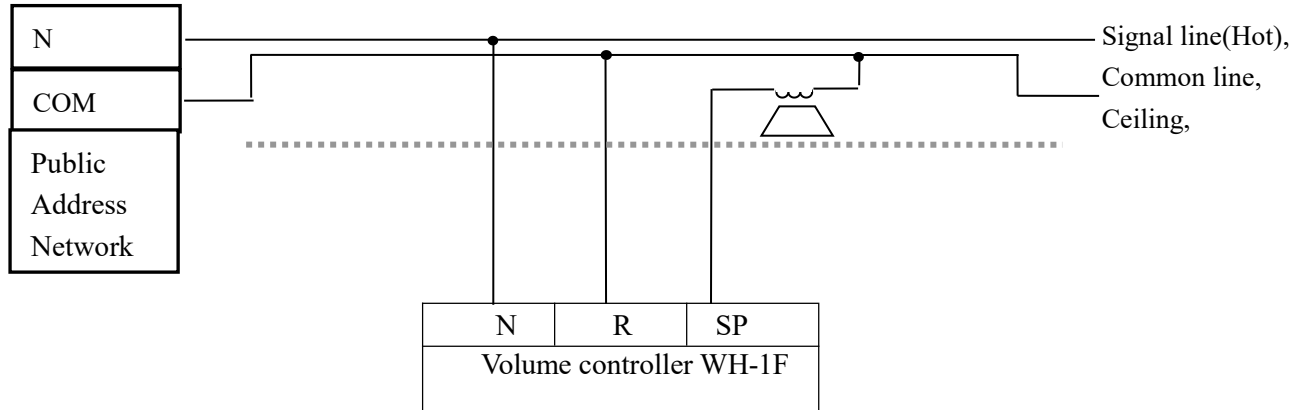 N
Signal line(Hot),
COM
Common line,
Ceiling,
Public
Address
Network
N R SP
Volume controller WH-1F